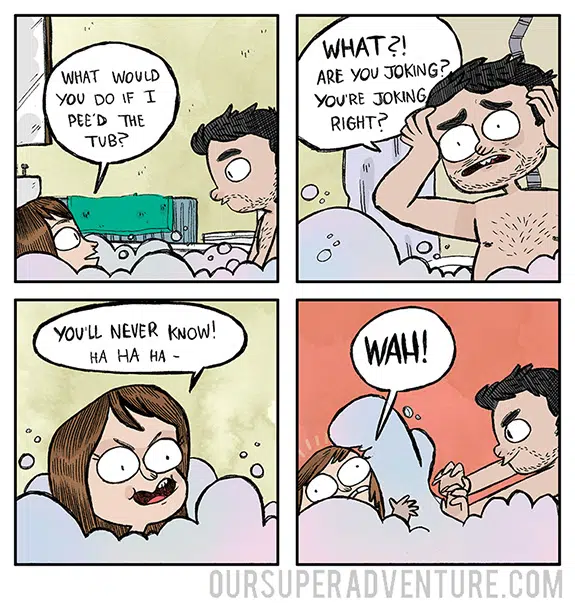 WHAT WOULD
YOU DO IF I
PEE'D THE
TUB?
WHAT?!
ARE YOU JOKING?
YOU'RE JOKING
RIGHT?
YOU'LL NEVER KNOW!
HA HA HA -
WAH!
OURSUPERADVENTURE.COM